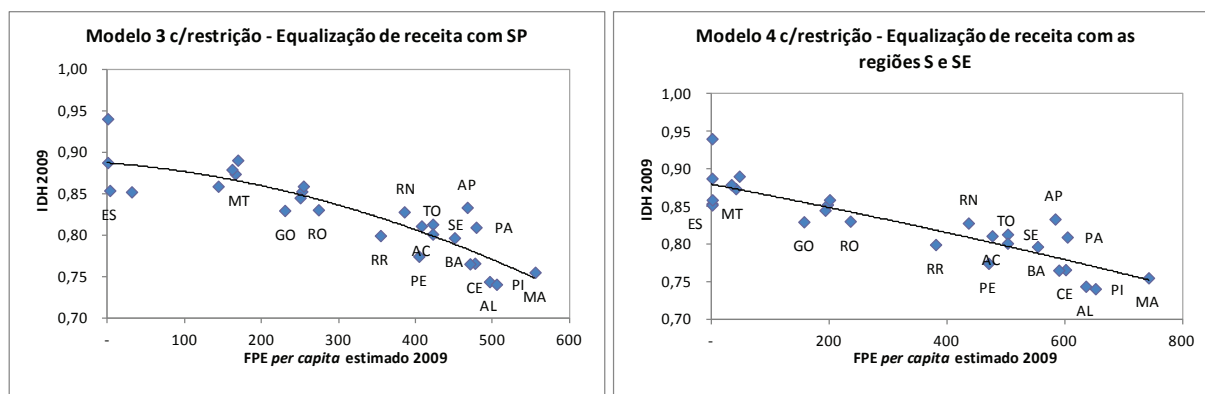 Modelo 3 c/restrição - Equalização de receita com SP
1,00
0,95
0,90
0,85
0,80
0,75
0,70
IDH 2009
ES
MT
GO
RO
RR
RN
PE
TO
AC
AP
SE
BA
PA
CE
AL
PI
MA
-
100
200
300
400
500
600
FPE per capita estimado 2009
Modelo 4 c/restrição - Equalização de receita com as
regiões S e SE
1,00
0,95
0,90
0,85
0,80
0,75
0,70
IDH 2009
ES
MT
GO
RO
RR
RN
PE
TO
AC
AP
SE
BA
PA
CE
AL
PI
MA
-
200
400
600
800
FPE per capita estimado 2009